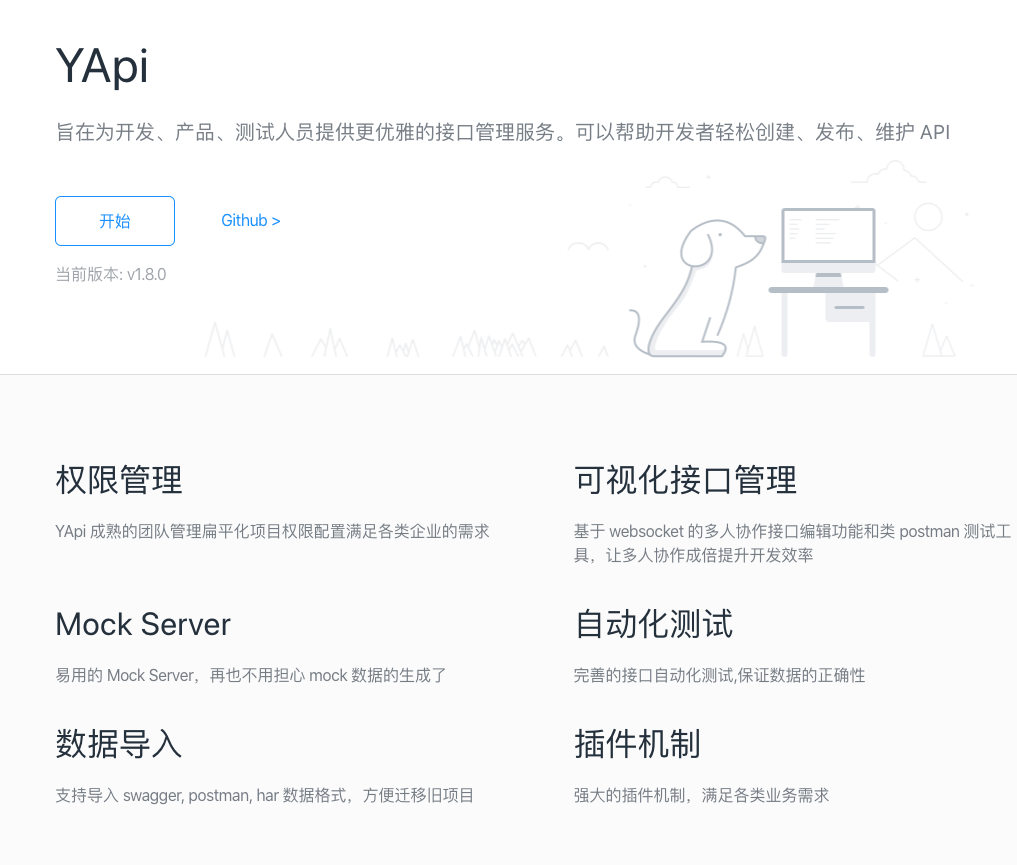 YApi
旨在为开发、产品、测试人员提供更优雅的接口管理服务。可以帮助开发者轻松创建、发布、维护 API
开始
Github >
当前版本: v1.8.0
权限管理
YApi 成熟的团队管理扁平化项目权限配置满足各类企业的需求
可视化接口管理
基于 websocket 的多人协作接口编辑功能和类 postman 测试工
具，让多人协作成倍提升开发效率
Mock Server
易用的 Mock Server，再也不用担心 mock 数据的生成了
自动化测试
完善的接口自动化测试,保证数据的正确性
数据导入
支持导入 swagger, postman, har 数据格式，方便迁移旧项目
插件机制
强大的插件机制，满足各类业务需求